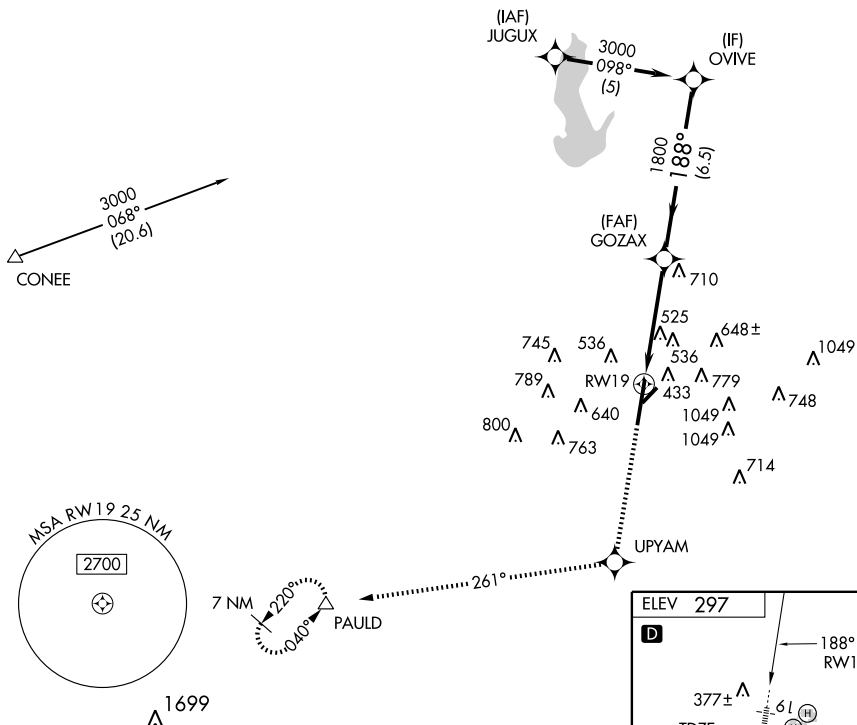 (IAF)
JUGUX
3000
098°
(5)
(IF)
OVIVE
1800
188°
(6.5)
3000
068°
(20.6)
CONEE
(FAF)
GOZAX
710
525
648±
745
536
536
1049
789
RW19
433
779
748
640
1049
800
763
1049
714
MSA RW19 25 NM
2700
UPYAM
261°
7 NM
220°
040°
PAULD
ELEV 297
D
188°
RW1
377±
19
H
1699